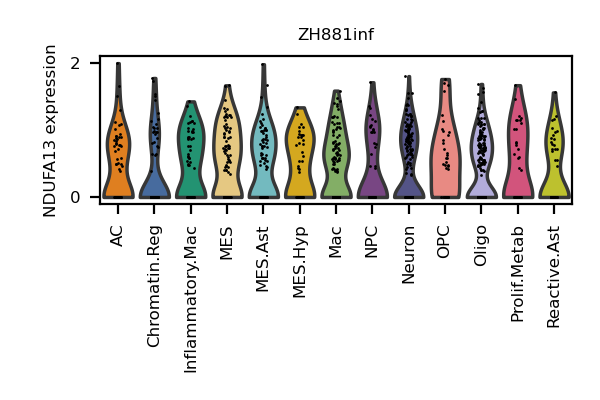 ZH881inf
NDUFA13 expression
2
0
AC
Chromatin.Reg
Inflammatory.Mac
MES
MES.Ast
MES.Hyp
Mac
NPC
Neuron
OPC
Oligo
Prolif.Metab
Reactive.Ast